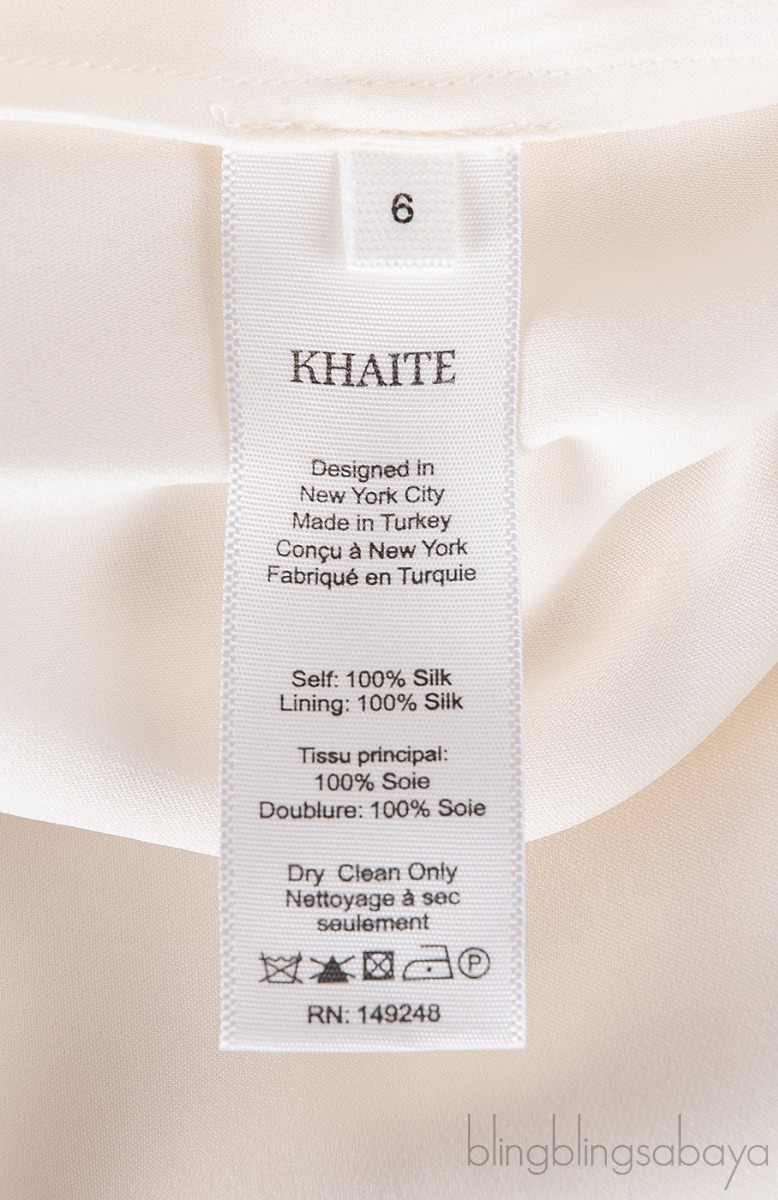 6
KHAITE
Designed in
New York City
Made in Turkey
Conçu à New York
Fabriqué en Turquie
Self: 100% Silk
Lining: 100% Silk
Tissu principal:
100% Soie
Doublure: 100% Soie
Dry Clean Only
Nettoyage à sec
seulement
P
RN: 149248
blingblingsabaya